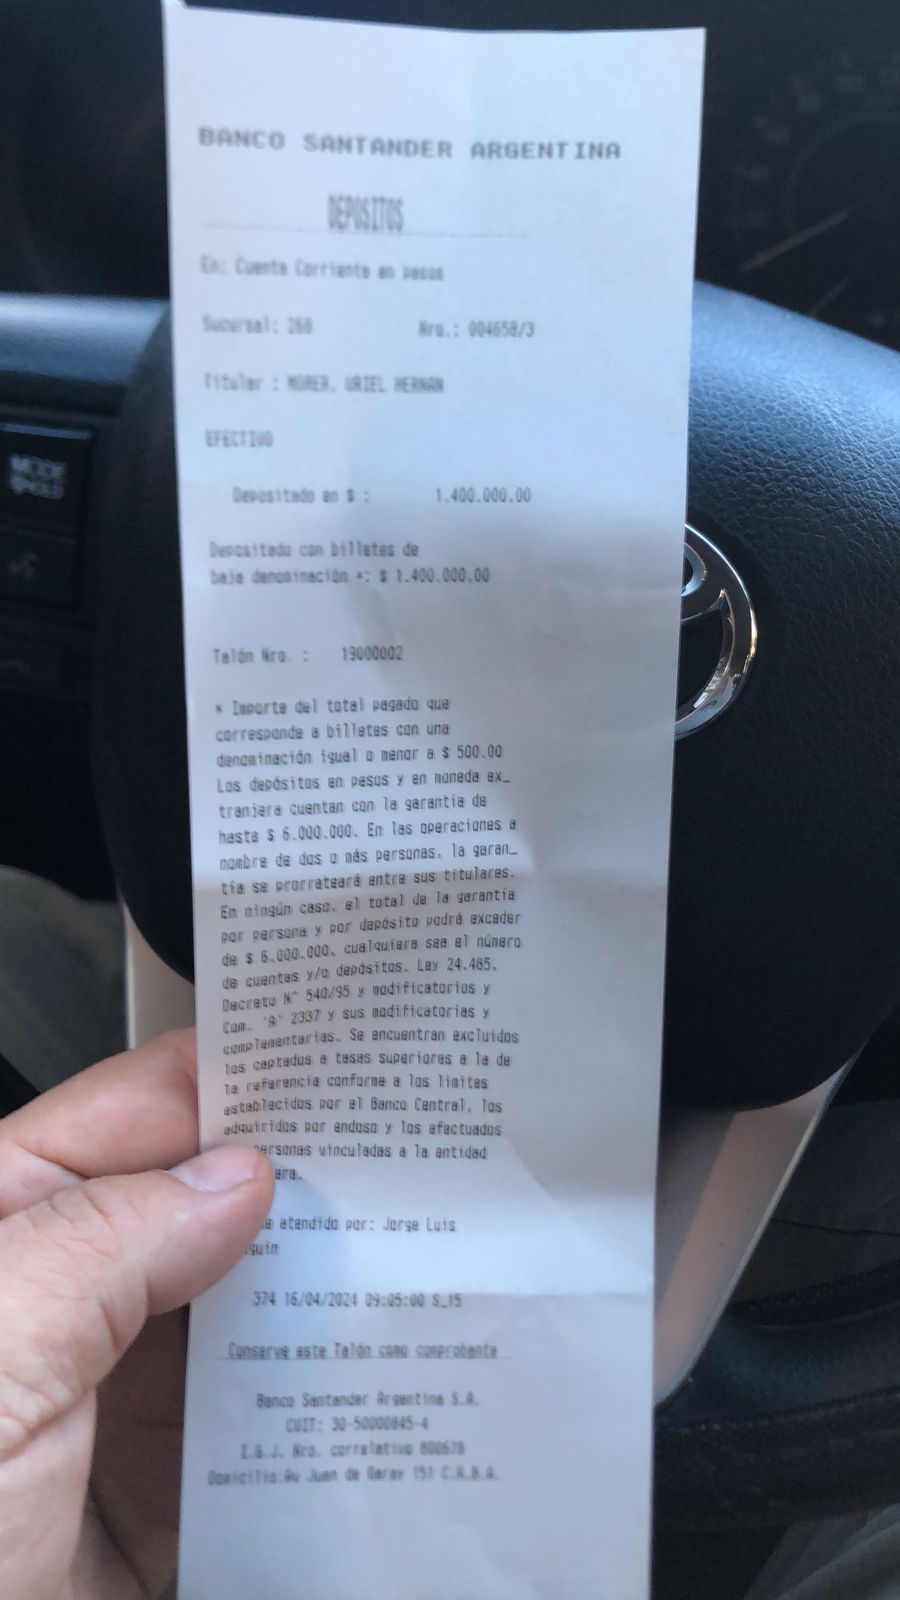 BANCO SANTANDER ARGENTINA
DEPOSITOS
En: Cuenta Corriente en pesos
Sucursal: 268 Nro.: 004658/3
Titular : MORER, URIEL HERNAN
EFECTIVO
Depositado en $ : 1.400.000,00
Depositado con billetes de
baja denominación *: $ 1.400.000,00
Talón Nro. : 19000002
* Importe del total pagado que
corresponde a billetes con una
denominación igual o menor a $ 500.00
Los depósitos en pesos y en moneda ex_
tranjera cuentan con la garantía de
hasta $ 6.000.000. En las operaciones a
nombre de dos o más personas, la garan_
tía se prorrateará entre sus titulares.
En ningún caso, el total de la garantía
por persona y por depósito podrá exceder
de $ 6.000.000, cualquiera sea el número
de cuentas y/o depósitos. Ley 24.485,
Decreto N° 540/95 y modificatorios y
Com. "A" 2337 y sus modificatorias y
complementarias. Se encuentran excluidos
los captados a tasas superiores a la de
la referencia conforme a los límites
establecidos por el Banco Central, los
adquiridos por endoso y los efectuados
ersonas vinculadas a la entidad
era.
e atendido por: Jorge Luis
guin
374 16/04/2024 09:05:00 S_15
Conserve este Talón como comprobante
Banco Santander Argentina S.A.
CUIT: 30-50000845-4
I.G.J. Nro. correlativo 800678
Domicilio:Av Juan de Garay 151 C.A.B.A.
MODE